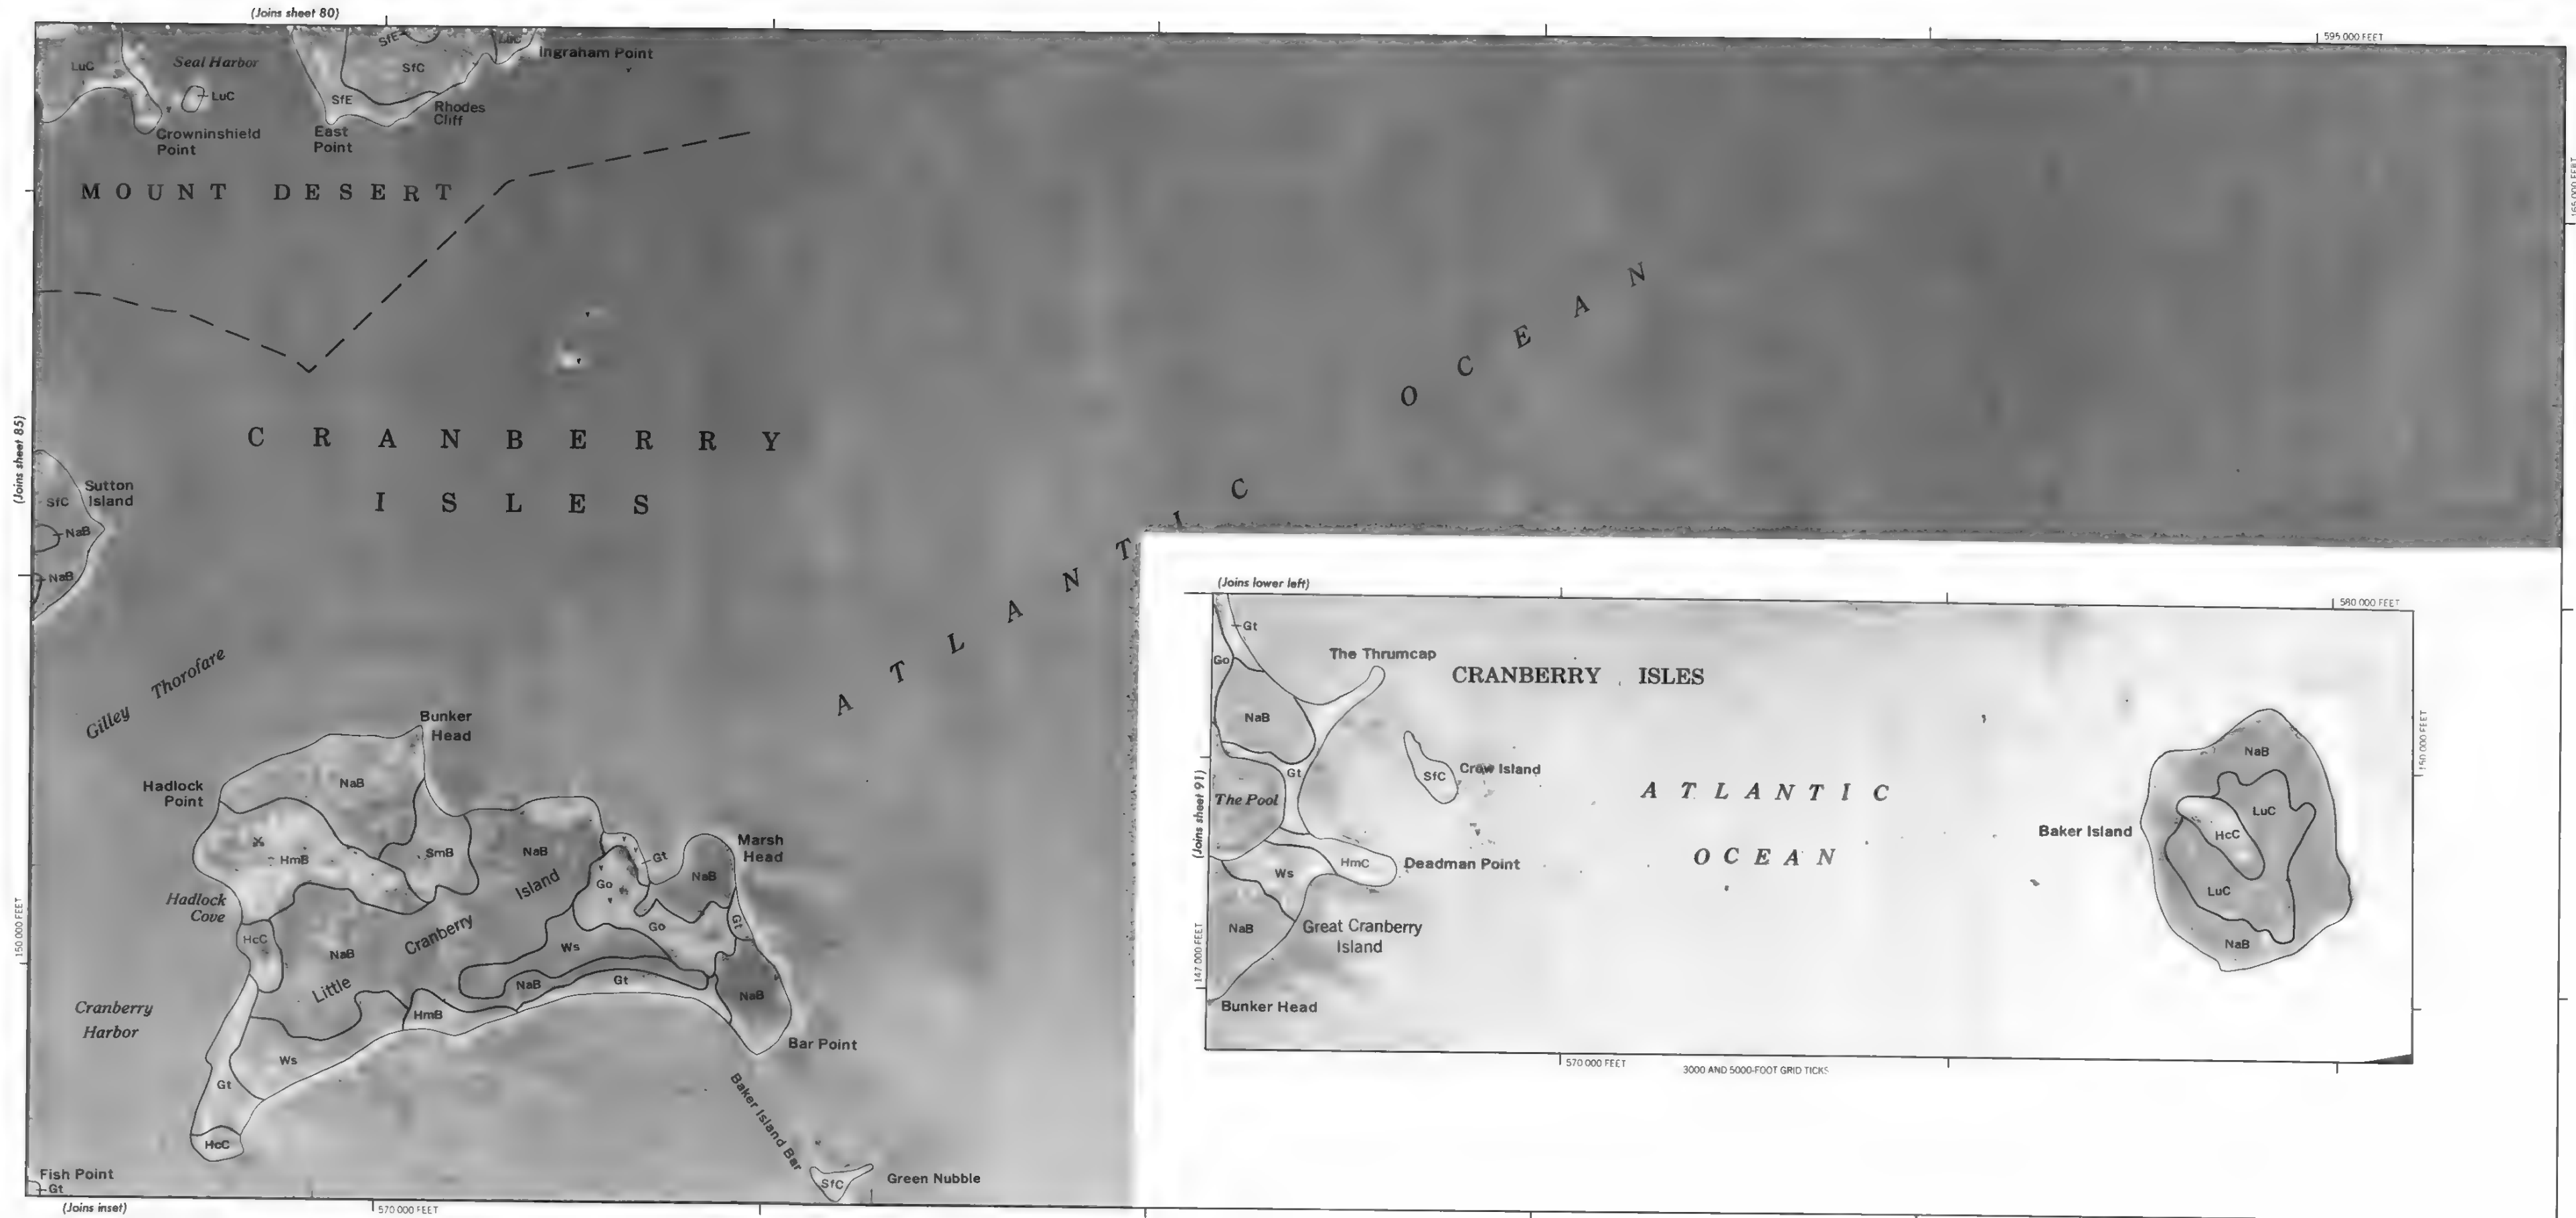 (Joins sheet 80)
595 000 FEET
SfE
LuC
Ingraham Point
LuC
Seal Harbor
SfC
LuC
SfE
Rhodes
Cliff
Crowninshield
Point
East
Point
MOUNT DESERT
165 000 FEET
ATLANTIC OCEAN
CRANBERRY
ISLES
(Joins sheet 85)
Sutton
Island
SfC
NaB
NaB
Gilley Thorofare
Bunker
Head
Hadlock
Point
NaB
HmB
SmB
NaB
Gt
Marsh
Head
NaB
Go
Hadlock
Cove
HcC
Little Cranberry Island
NaB
Ws
Go
Gt
NaB
Gt
NaB
HmB
150 000 FEET
Cranberry
Harbor
Ws
Gt
HcC
Bar Point
Baker Island Bar
SfC
Green Nubble
Fish Point
Gt
(Joins inset)
570 000 FEET
(Joins lower left)
580 000 FEET
Gt
Go
The Thrumcap
CRANBERRY ISLES
NaB
Gt
SfC
Crow Island
The Pool
(Joins sheet 91)
ATLANTIC
OCEAN
HmC
Deadman Point
Ws
NaB
Great Cranberry
Island
147 000 FEET
Bunker Head
Baker Island
NaB
LuC
HcC
LuC
NaB
150 000 FEET
570 000 FEET
3000 AND 5000-FOOT GRID TICKS